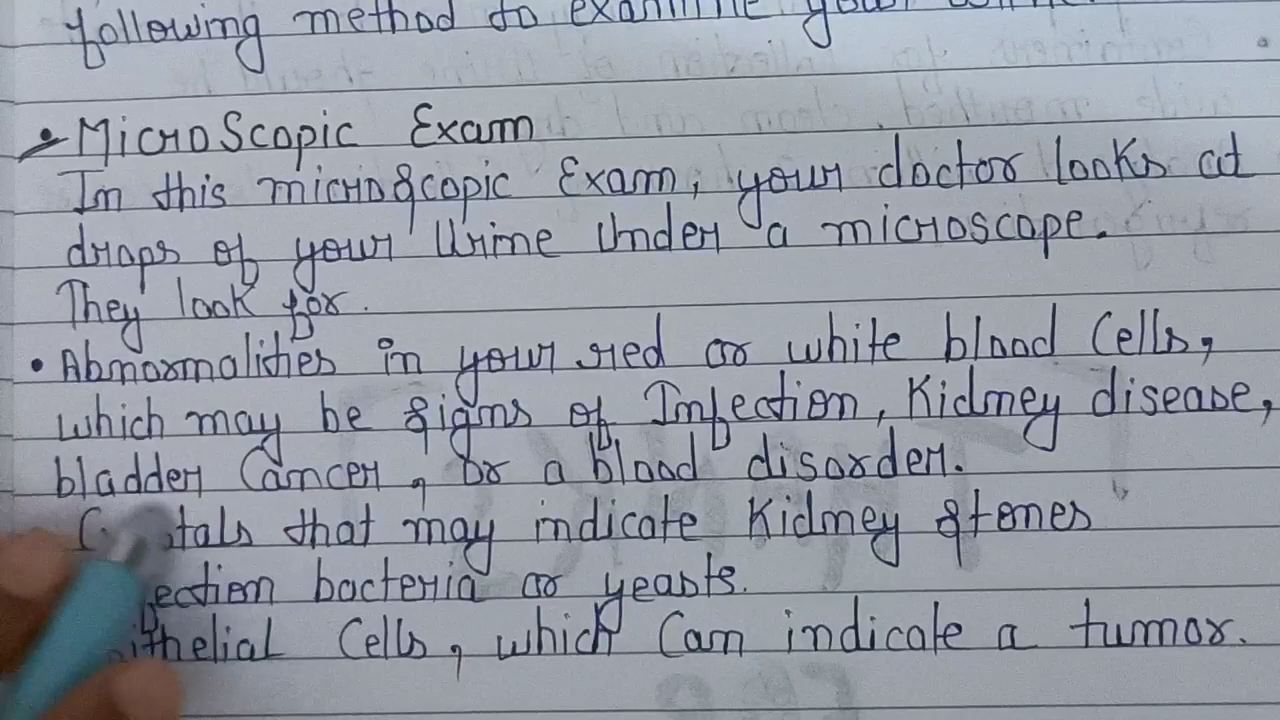 following method to examine your
• MicroScopic Exam
In this microscopic Exam, your doctor looks at
drops of your Urine Under a microscope.
They look for.
• Abnormalities in your red or white blood Cells,
which may be signs of Infection, Kidney disease,
bladder Cancer, or a blood disorder.
that may indicate Kidney stones
bacteria or yeasts.
Cells, which Can indicate a tumor.